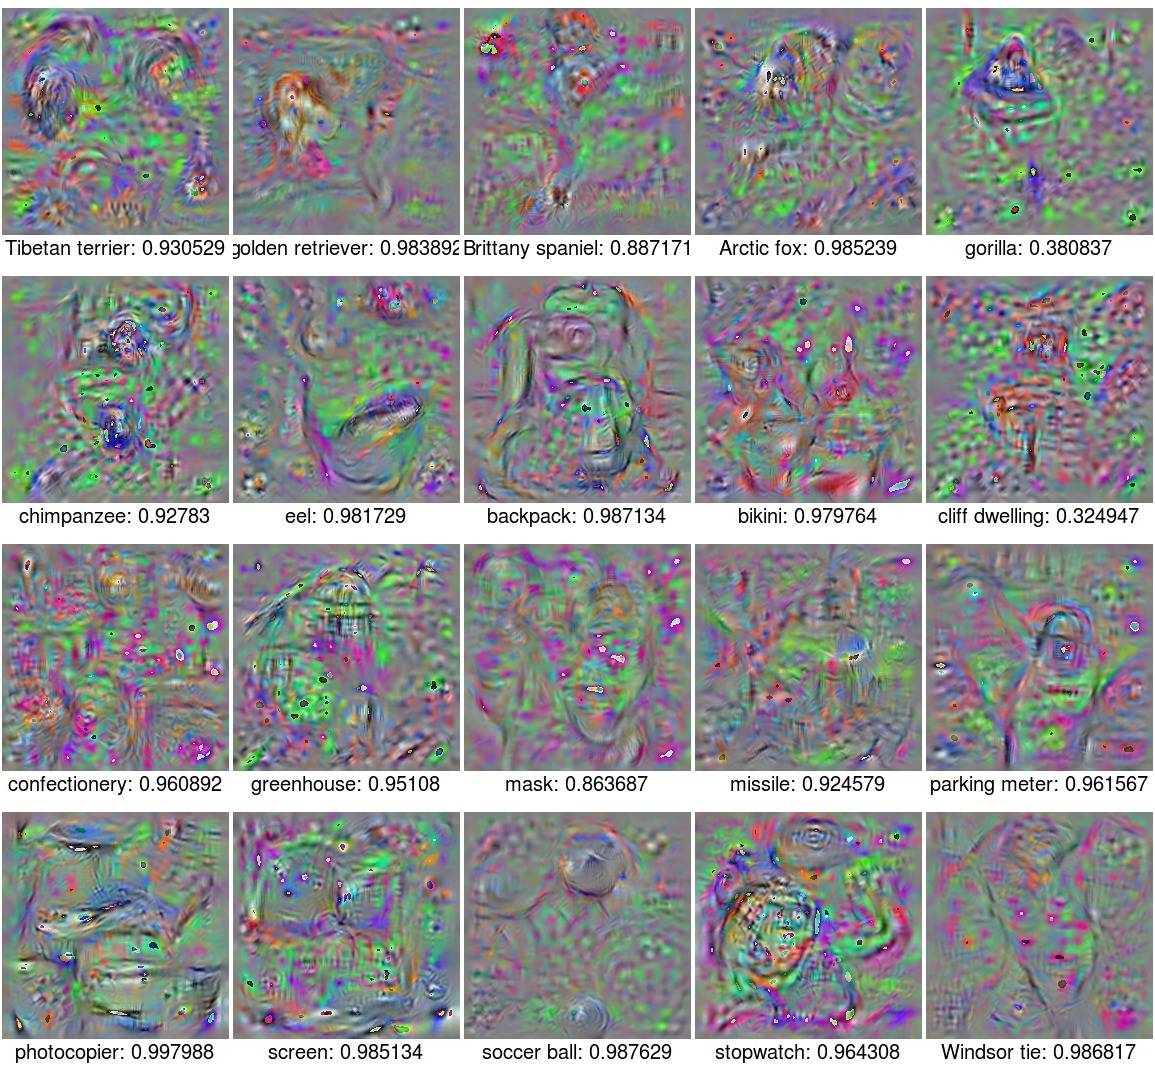 Tibetan terrier: 0.930529
golden retriever: 0.983892
Brittany spaniel: 0.887171
Arctic fox: 0.985239
gorilla: 0.380837
chimpanzee: 0.92783
eel: 0.981729
backpack: 0.987134
bikini: 0.979764
cliff dwelling: 0.324947
confectionery: 0.960892
greenhouse: 0.95108
mask: 0.863687
missile: 0.924579
parking meter: 0.961567
photocopier: 0.997988
screen: 0.985134
soccer ball: 0.987629
stopwatch: 0.964308
Windsor tie: 0.986817